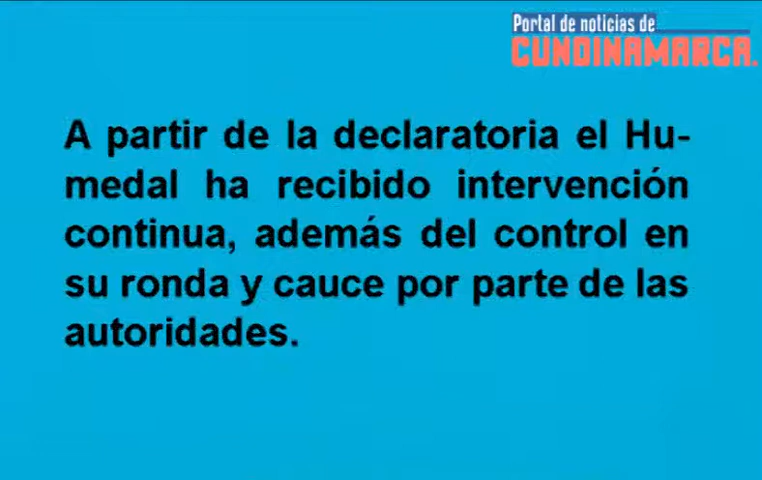 Portal de noticias de
CUNDINAMARCA.
A partir de la declaratoria el Hu-
medal ha recibido intervención
continua, además del control en
su ronda y cauce por parte de las
autoridades.